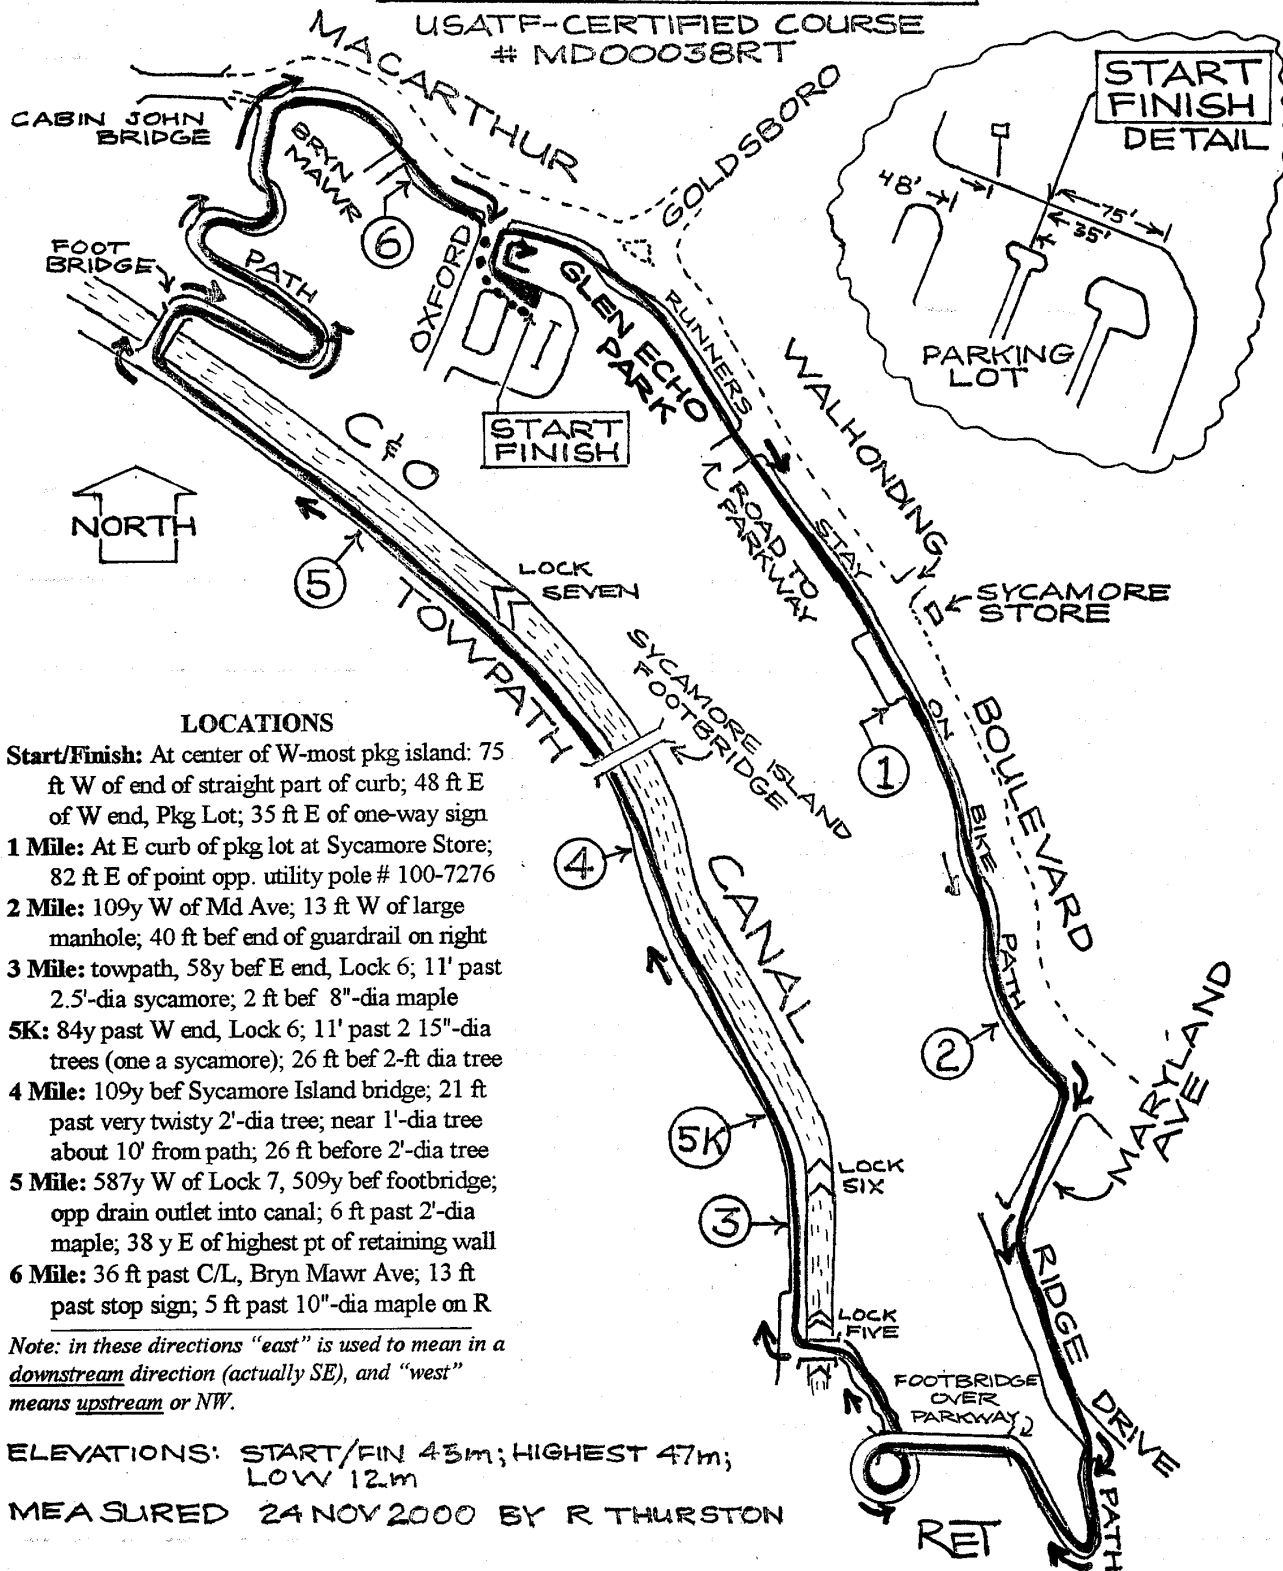 USATF-CERTIFIED COURSE
# MD00038RT
MACARTHUR
GOLDSBORO
START
FINISH
DETAIL
48'
75'
35'
PARKING
LOT
CABIN JOHN
BRIDGE
BRYN
MAWR
6
FOOT
BRIDGE
PATH
OXFORD
GLEN ECHO
PARK
RUNNERS
START
FINISH
WALHONDING
C & O
NORTH
ROAD TO
PARKWAY
STAY
5
LOCK
SEVEN
SYCAMORE
STORE
TOWPATH
SYCAMORE ISLAND
FOOTBRIDGE
ON
BOULEVARD
1
BIKE
4
CANAL
PATH
2
MARYLAND
AVE
5K
LOCK
SIX
3
RIDGE
LOCK
FIVE
FOOTBRIDGE
OVER
PARKWAY
DRIVE
PATH
RET
LOCATIONS
Start/Finish: At center of W-most pkg island: 75
ft W of end of straight part of curb; 48 ft E
of W end, Pkg Lot; 35 ft E of one-way sign
1 Mile: At E curb of pkg lot at Sycamore Store;
82 ft E of point opp. utility pole # 100-7276
2 Mile: 109y W of Md Ave; 13 ft W of large
manhole; 40 ft bef end of guardrail on right
3 Mile: towpath, 58y bef E end, Lock 6; 11' past
2.5'-dia sycamore; 2 ft bef 8"-dia maple
5K: 84y past W end, Lock 6; 11' past 2 15"-dia
trees (one a sycamore); 26 ft bef 2-ft dia tree
4 Mile: 109y bef Sycamore Island bridge; 21 ft
past very twisty 2'-dia tree; near 1'-dia tree
about 10' from path; 26 ft before 2'-dia tree
5 Mile: 587y W of Lock 7, 509y bef footbridge;
opp drain outlet into canal; 6 ft past 2'-dia
maple; 38 y E of highest pt of retaining wall
6 Mile: 36 ft past C/L, Bryn Mawr Ave; 13 ft
past stop sign; 5 ft past 10"-dia maple on R
Note: in these directions "east" is used to mean in a
downstream direction (actually SE), and "west"
means upstream or NW.
ELEVATIONS: START/FIN 43m; HIGHEST 47m;
LOW 12m
MEASURED 24 NOV 2000 BY R THURSTON